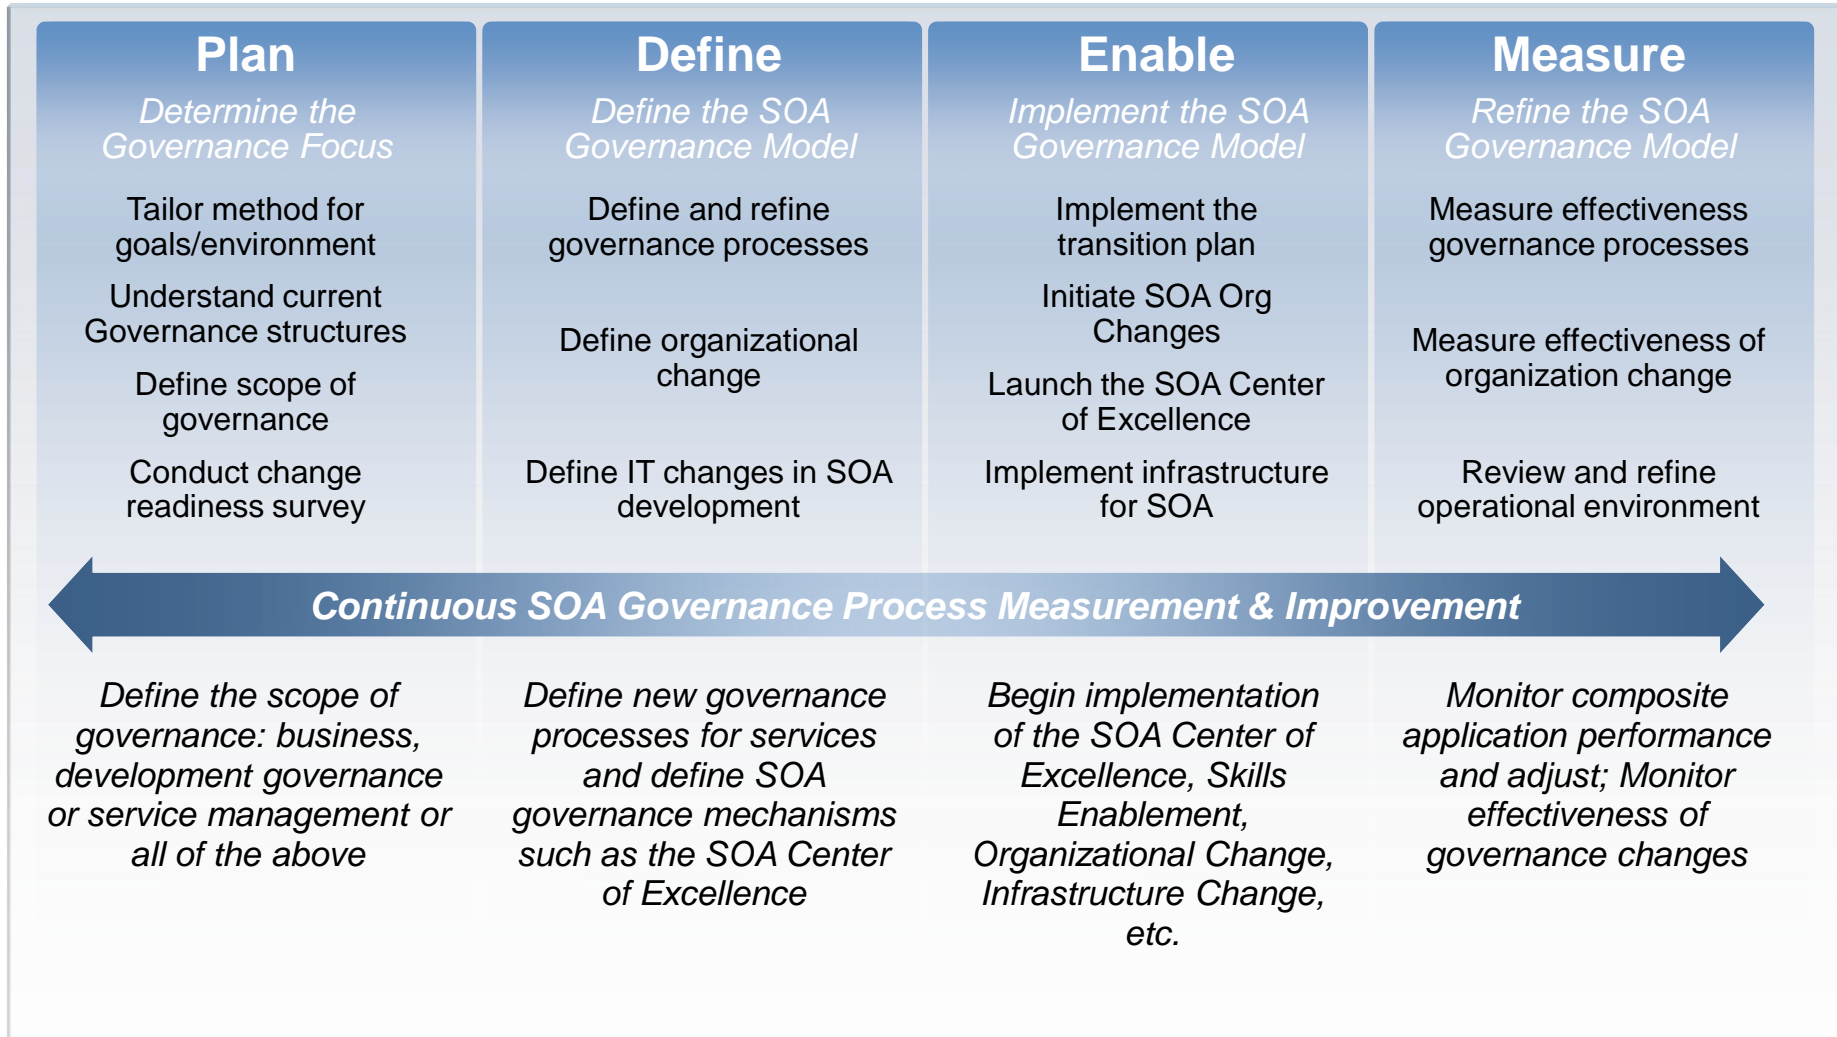 Plan
Determine the
Governance Focus
Tailor method for
goals/environment
Understand current
Governance structures
Define scope of
governance
Conduct change
readiness survey
Define
Define the SOA
Governance Model
Define and refine
governance processes
Define organizational
change
Define IT changes in SOA
development
Enable
Implement the SOA
Governance Model
Implement the
transition plan
Initiate SOA Org
Changes
Launch the SOA Center
of Excellence
Implement infrastructure
for SOA
Measure
Refine the SOA
Governance Model
Measure effectiveness
governance processes
Measure effectiveness of
organization change
Review and refine
operational environment
Continuous SOA Governance Process Measurement & Improvement
Define the scope of
governance: business,
development governance
or service management or
all of the above
Define new governance
processes for services
and define SOA
governance mechanisms
such as the SOA Center
of Excellence
Begin implementation
of the SOA Center of
Excellence, Skills
Enablement,
Organizational Change,
Infrastructure Change,
etc.
Monitor composite
application performance
and adjust; Monitor
effectiveness of
governance changes